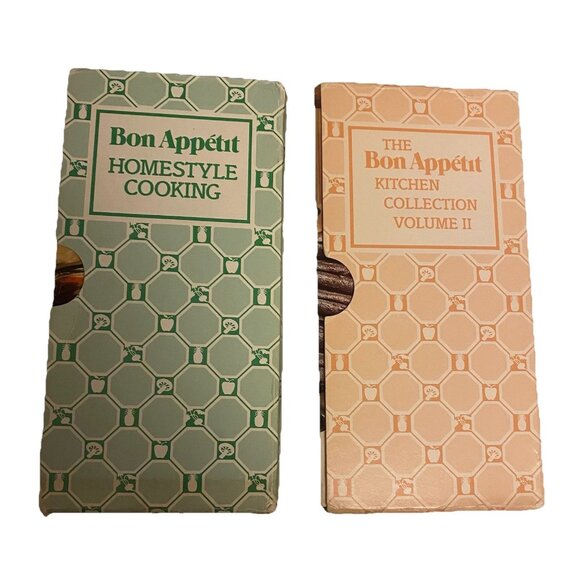 Bon Appétit
HOMESTYLE
COOKING
THE
Bon Appétit
KITCHEN
COLLECTION
VOLUME II